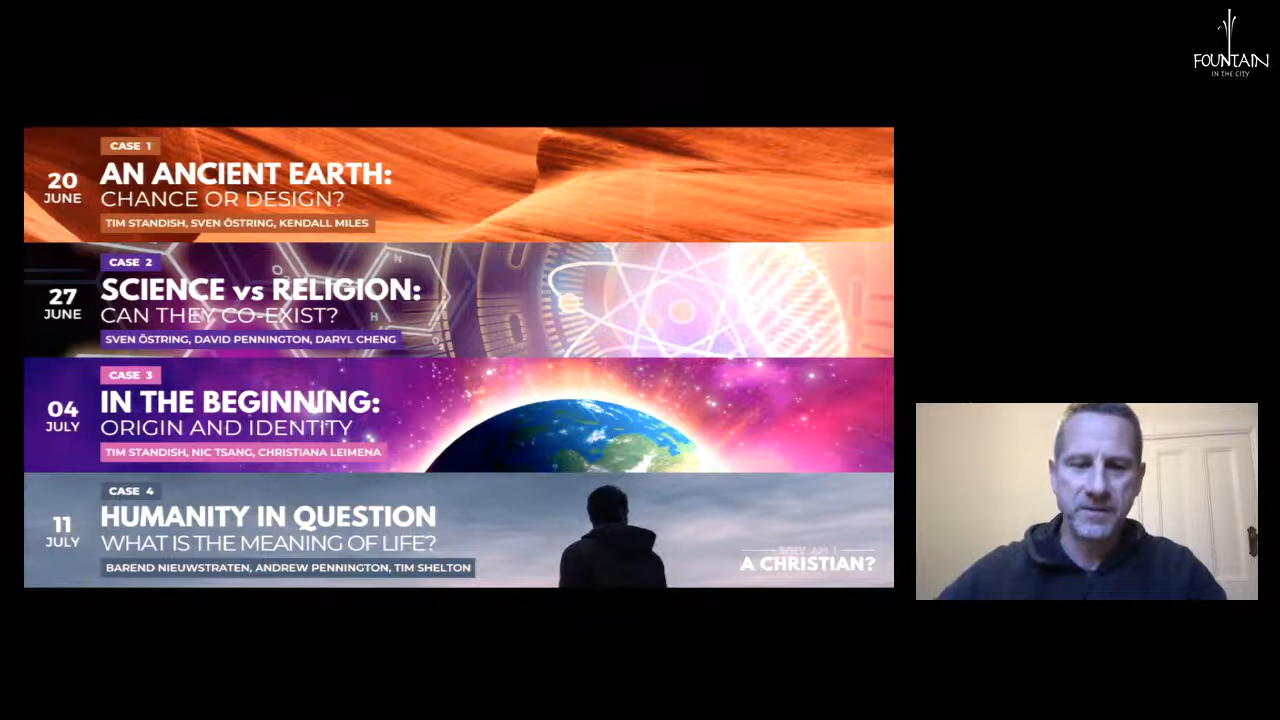 FOUNTAIN
IN THE CITY
CASE 1
20
JUNE
AN ANCIENT EARTH:
CHANCE OR DESIGN?
TIM STANDISH, SVEN ÖSTRING, KENDALL MILES
CASE 2
27
JUNE
SCIENCE vs RELIGION:
CAN THEY CO-EXIST?
SVEN ÖSTRING, DAVID PENNINGTON, DARYL CHENG
O
N
H
CASE 3
04
JULY
IN THE BEGINNING:
ORIGIN AND IDENTITY
TIM STANDISH, NIC TSANG, CHRISTIANA LEIMENA
CASE 4
11
JULY
HUMANITY IN QUESTION
WHAT IS THE MEANING OF LIFE?
BAREND NIEUWSTRATEN, ANDREW PENNINGTON, TIM SHELTON
WHY AM I
A CHRISTIAN?